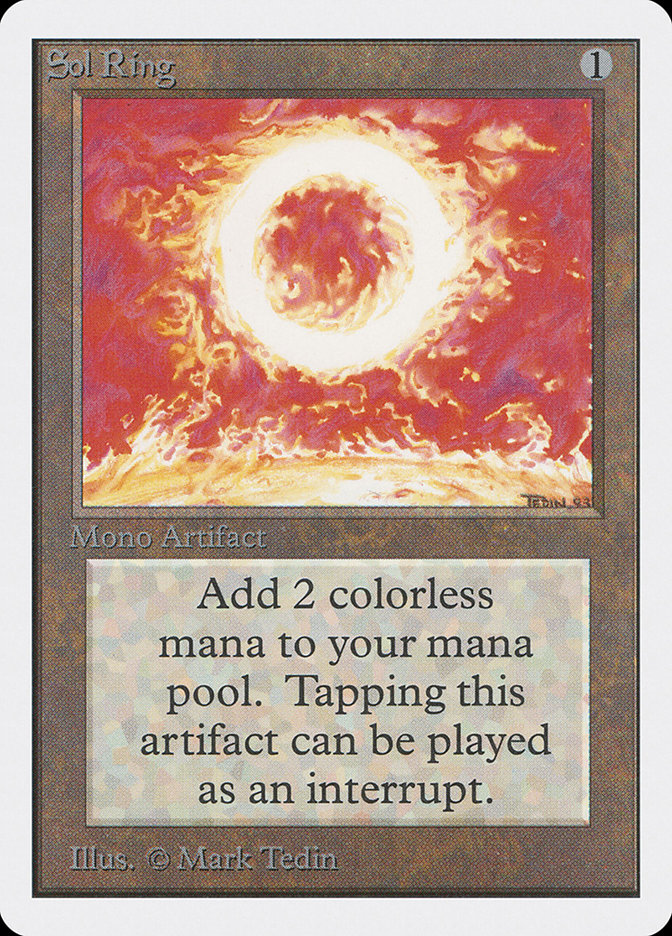 Sol Ring
1
TEDIN 93
Mono Artifact
Add 2 colorless
mana to your mana
pool. Tapping this
artifact can be played
as an interrupt.
Illus. © Mark Tedin